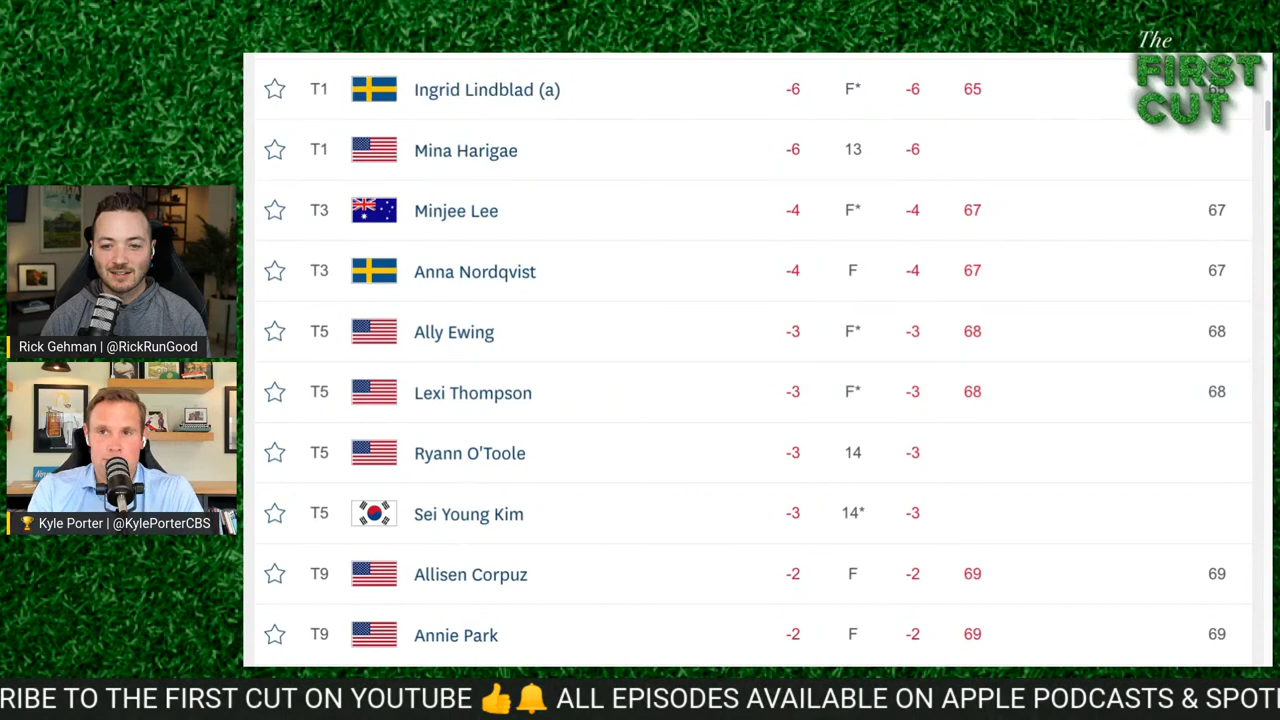 The
FIRST
CUT
T1 Ingrid Lindblad (a) -6 F* -6 65 65
T1 Mina Harigae -6 13 -6
T3 Minjee Lee -4 F* -4 67 67
T3 Anna Nordqvist -4 F -4 67 67
T5 Ally Ewing -3 F* -3 68 68
T5 Lexi Thompson -3 F* -3 68 68
T5 Ryann O'Toole -3 14 -3
T5 Sei Young Kim -3 14* -3
T9 Allisen Corpuz -2 F -2 69 69
T9 Annie Park -2 F -2 69 69
Rick Gehman | @RickRunGood
🏆 Kyle Porter | @KylePorterCBS
RIBE TO THE FIRST CUT ON YOUTUBE 👍🔔 ALL EPISODES AVAILABLE ON APPLE PODCASTS & SPOTI